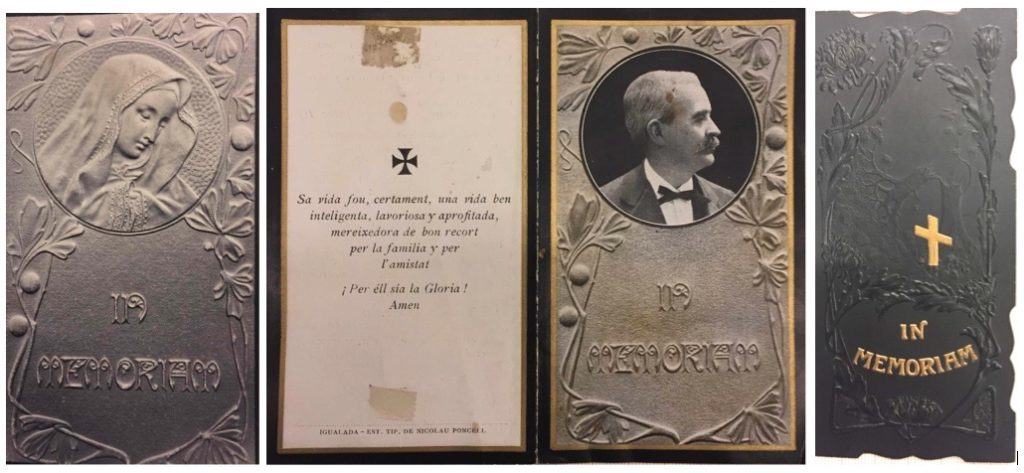 IN
MEMORIAM
Sa vida fou, certament, una vida ben
inteligenta, lavoriosa y aprofitada,
mereixedora de bon recort
per la familia y per
l'amistat
¡Per éll sía la Gloria!
Amen
IGUALADA — EST. TIP. DE NICOLAU PONCELL
IN
MEMORIAM
IN
MEMORIAM